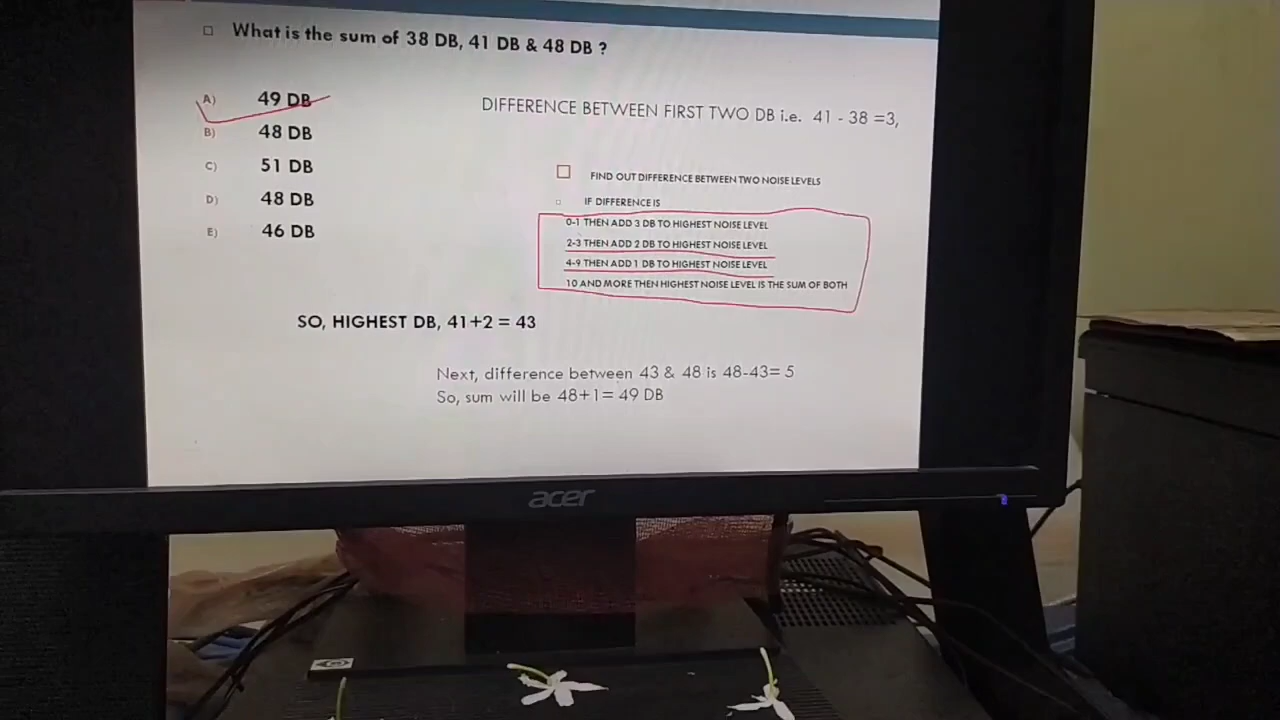 What is the sum of 38 DB, 41 DB & 48 DB ?
A) 49 DB
B) 48 DB
C) 51 DB
D) 48 DB
E) 46 DB
DIFFERENCE BETWEEN FIRST TWO DB i.e. 41 - 38 =3,
FIND OUT DIFFERENCE BETWEEN TWO NOISE LEVELS
IF DIFFERENCE IS
0-1 THEN ADD 3 DB TO HIGHEST NOISE LEVEL
2-3 THEN ADD 2 DB TO HIGHEST NOISE LEVEL
4-9 THEN ADD 1 DB TO HIGHEST NOISE LEVEL
10 AND MORE THEN HIGHEST NOISE LEVEL IS THE SUM OF BOTH
SO, HIGHEST DB, 41+2 = 43
Next, difference between 43 & 48 is 48-43= 5
So, sum will be 48+1= 49 DB
acer